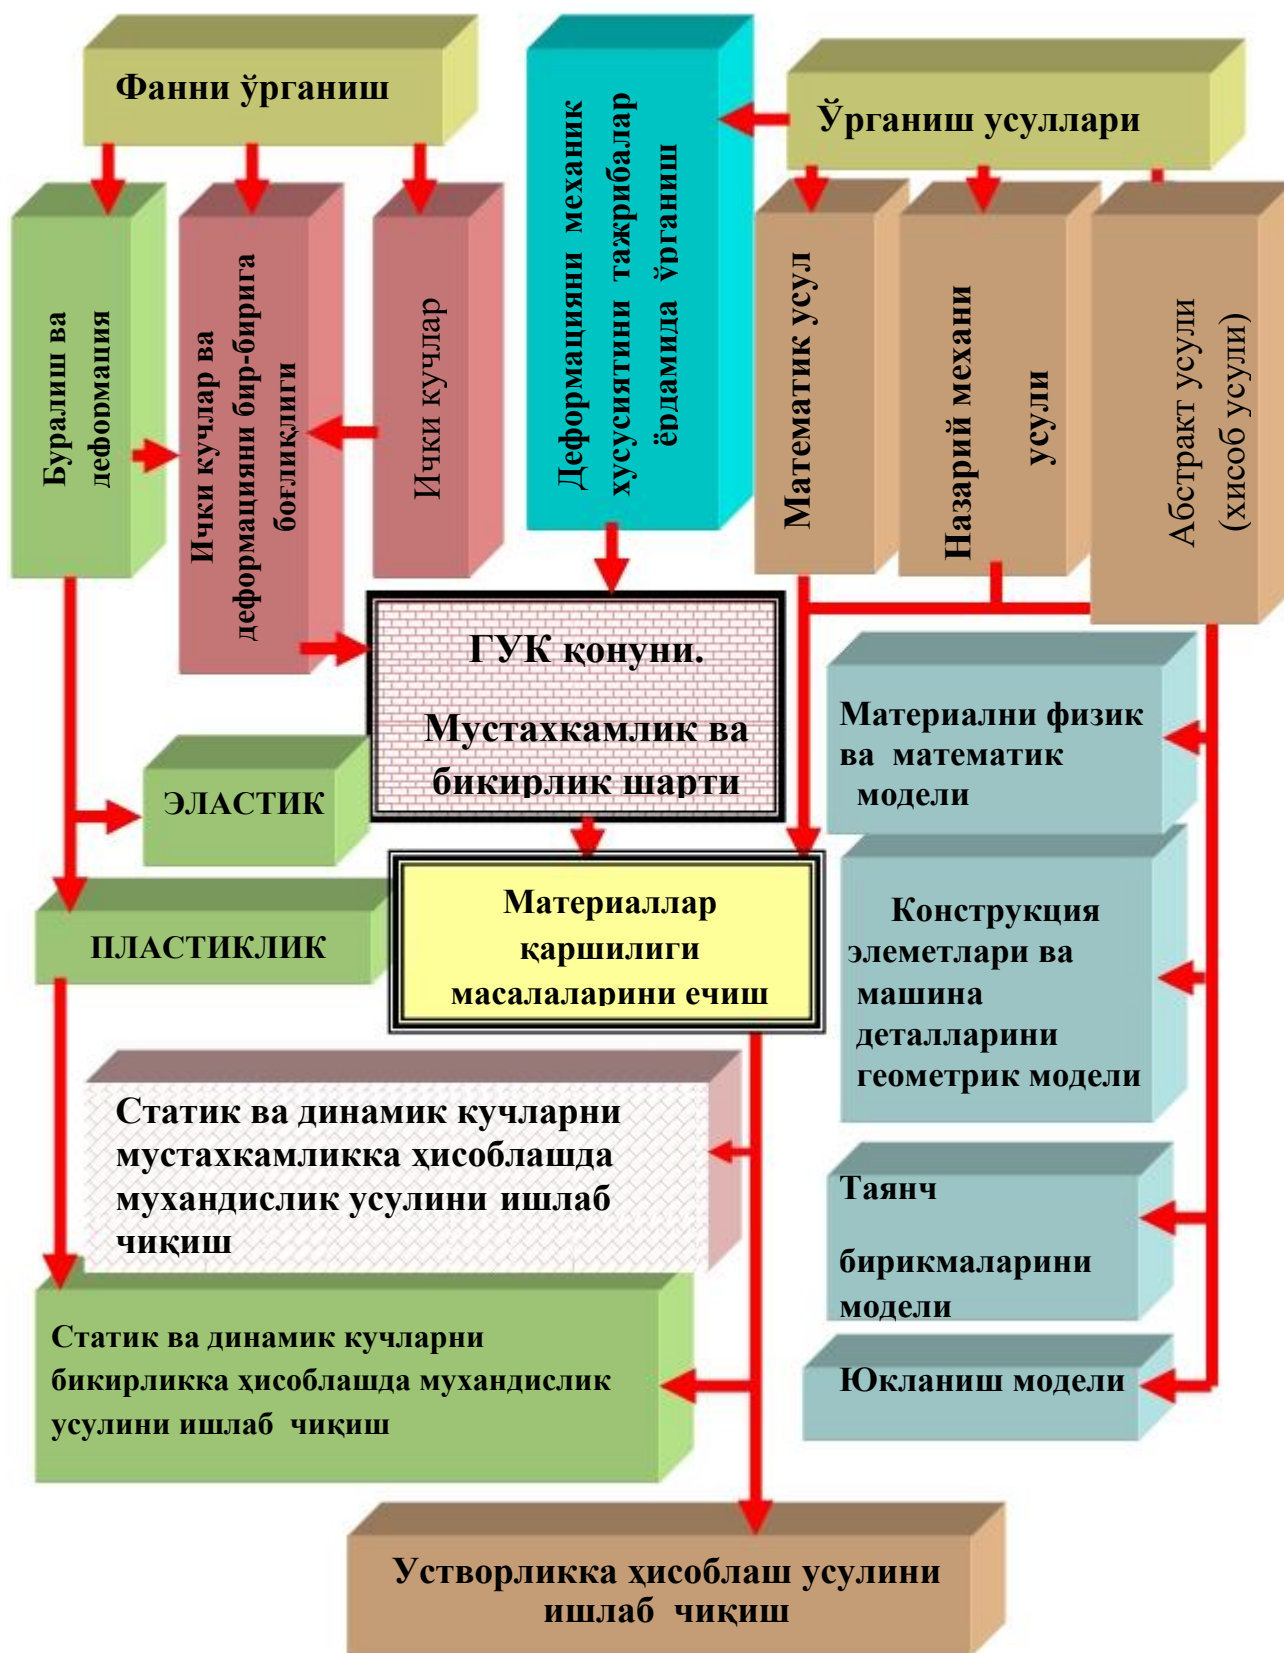 Фанни ўрганиш
Ўрганиш усуллари
Буралиш ва
деформация
Ички кучлар ва
деформацияни бир-бирига
боғлиқлиги
Ички кучлар
Деформацияни механик
хусусиятини тажрибалар
ёрдамида ўрганиш
Математик усул
Назарий механи
усули
Абстракт усули
(хисоб усули)
ГУК қонуни.
Мустахкамлик ва
бикирлик шарти
Материални физик
ва математик
модели
ЭЛАСТИК
ПЛАСТИКЛИК
Материаллар
қаршилиги
масалаларини ечиш
Конструкция
элеметлари ва
машина
деталларини
геометрик модели
Статик ва динамик кучларни
мустахкамликка ҳисоблашда
мухандислик усулини ишлаб
чиқиш
Таянч
бирикмаларини
модели
Статик ва динамик кучларни
бикирликка ҳисоблашда мухандислик
усулини ишлаб чиқиш
Юкланиш модели
Устворликка ҳисоблаш усулини
ишлаб чиқиш